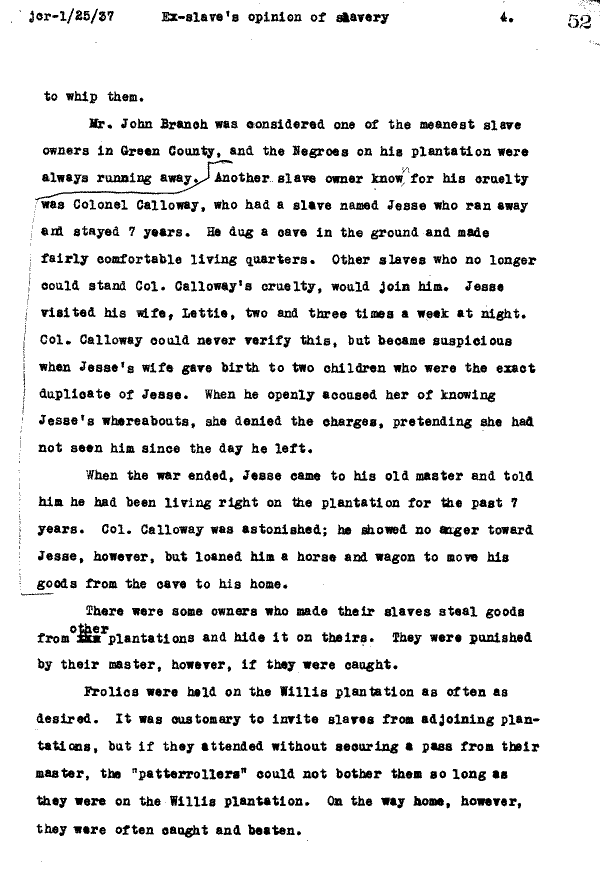 jcr-1/25/37 Ex-slave's opinion of slavery 4. 52
to whip them.
Mr. John Branch was considered one of the meanest slave
owners in Green County, and the Negroes on his plantation were
always running away. Another slave owner known for his cruelty
was Colonel Calloway, who had a slave named Jesse who ran away
and stayed 7 years. He dug a cave in the ground and made
fairly comfortable living quarters. Other slaves who no longer
could stand Col. Calloway's cruelty, would join him. Jesse
visited his wife, Lettie, two and three times a week at night.
Col. Calloway could never verify this, but became suspicious
when Jesse's wife gave birth to two children who were the exact
duplicate of Jesse. When he openly accused her of knowing
Jesse's whereabouts, she denied the charges, pretending she had
not seen him since the day he left.
When the war ended, Jesse came to his old master and told
him he had been living right on the plantation for the past 7
years. Col. Calloway was astonished; he showed no anger toward
Jesse, however, but loaned him a horse and wagon to move his
goods from the cave to his home.
There were some owners who made their slaves steal goods
from other plantations and hide it on theirs. They were punished
by their master, however, if they were caught.
Frolics were held on the Willis plantation as often as
desired. It was customary to invite slaves from adjoining plan-
tations, but if they attended without securing a pass from their
master, the "patterrollers" could not bother them so long as
they were on the Willis plantation. On the way home, however,
they were often caught and beaten.